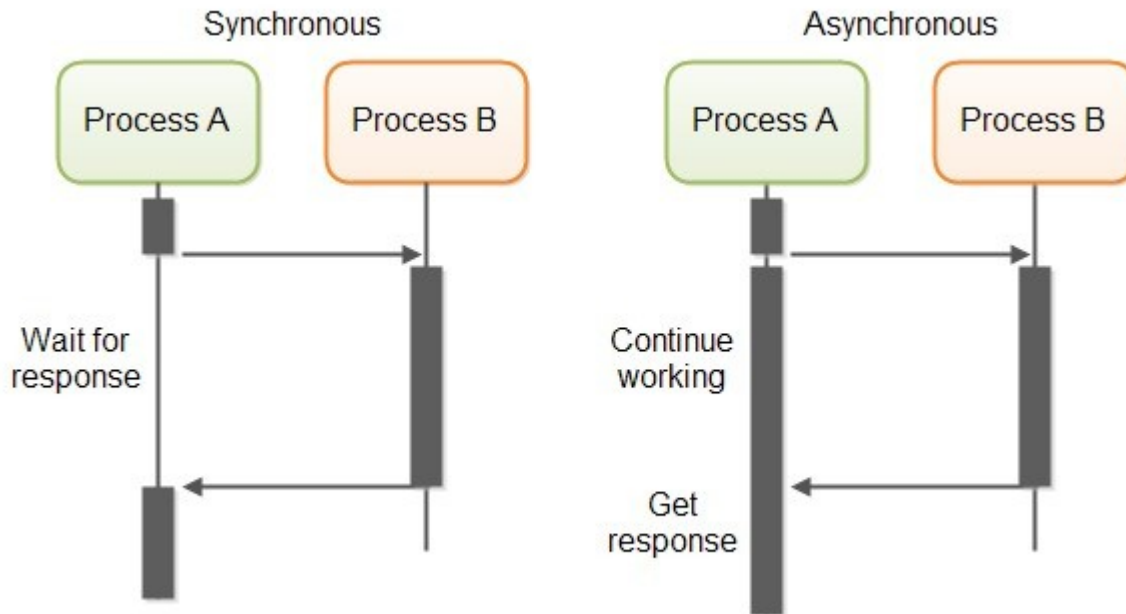 Synchronous
Asynchronous
Process A
Process B
Process A
Process B
Wait for
response
Continue
working
Get
response